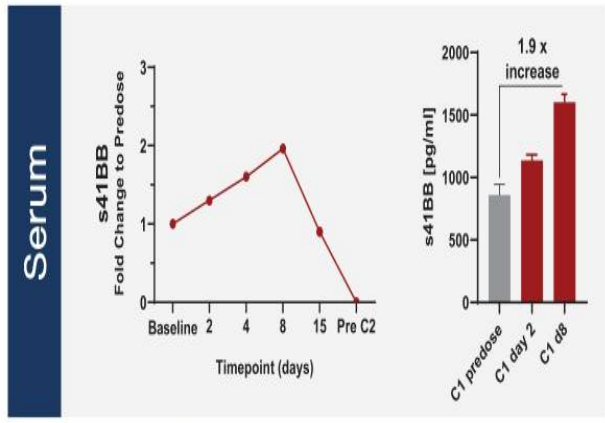 Serum
s41BB
Fold Change to Predose
3
2
1
0
Baseline 2 4 8 15 Pre C2
Timepoint (days)
s41BB [pg/ml]
2000
1500
1000
500
0
1.9 x
increase
C1 predose
C1 day 2
C1 d8